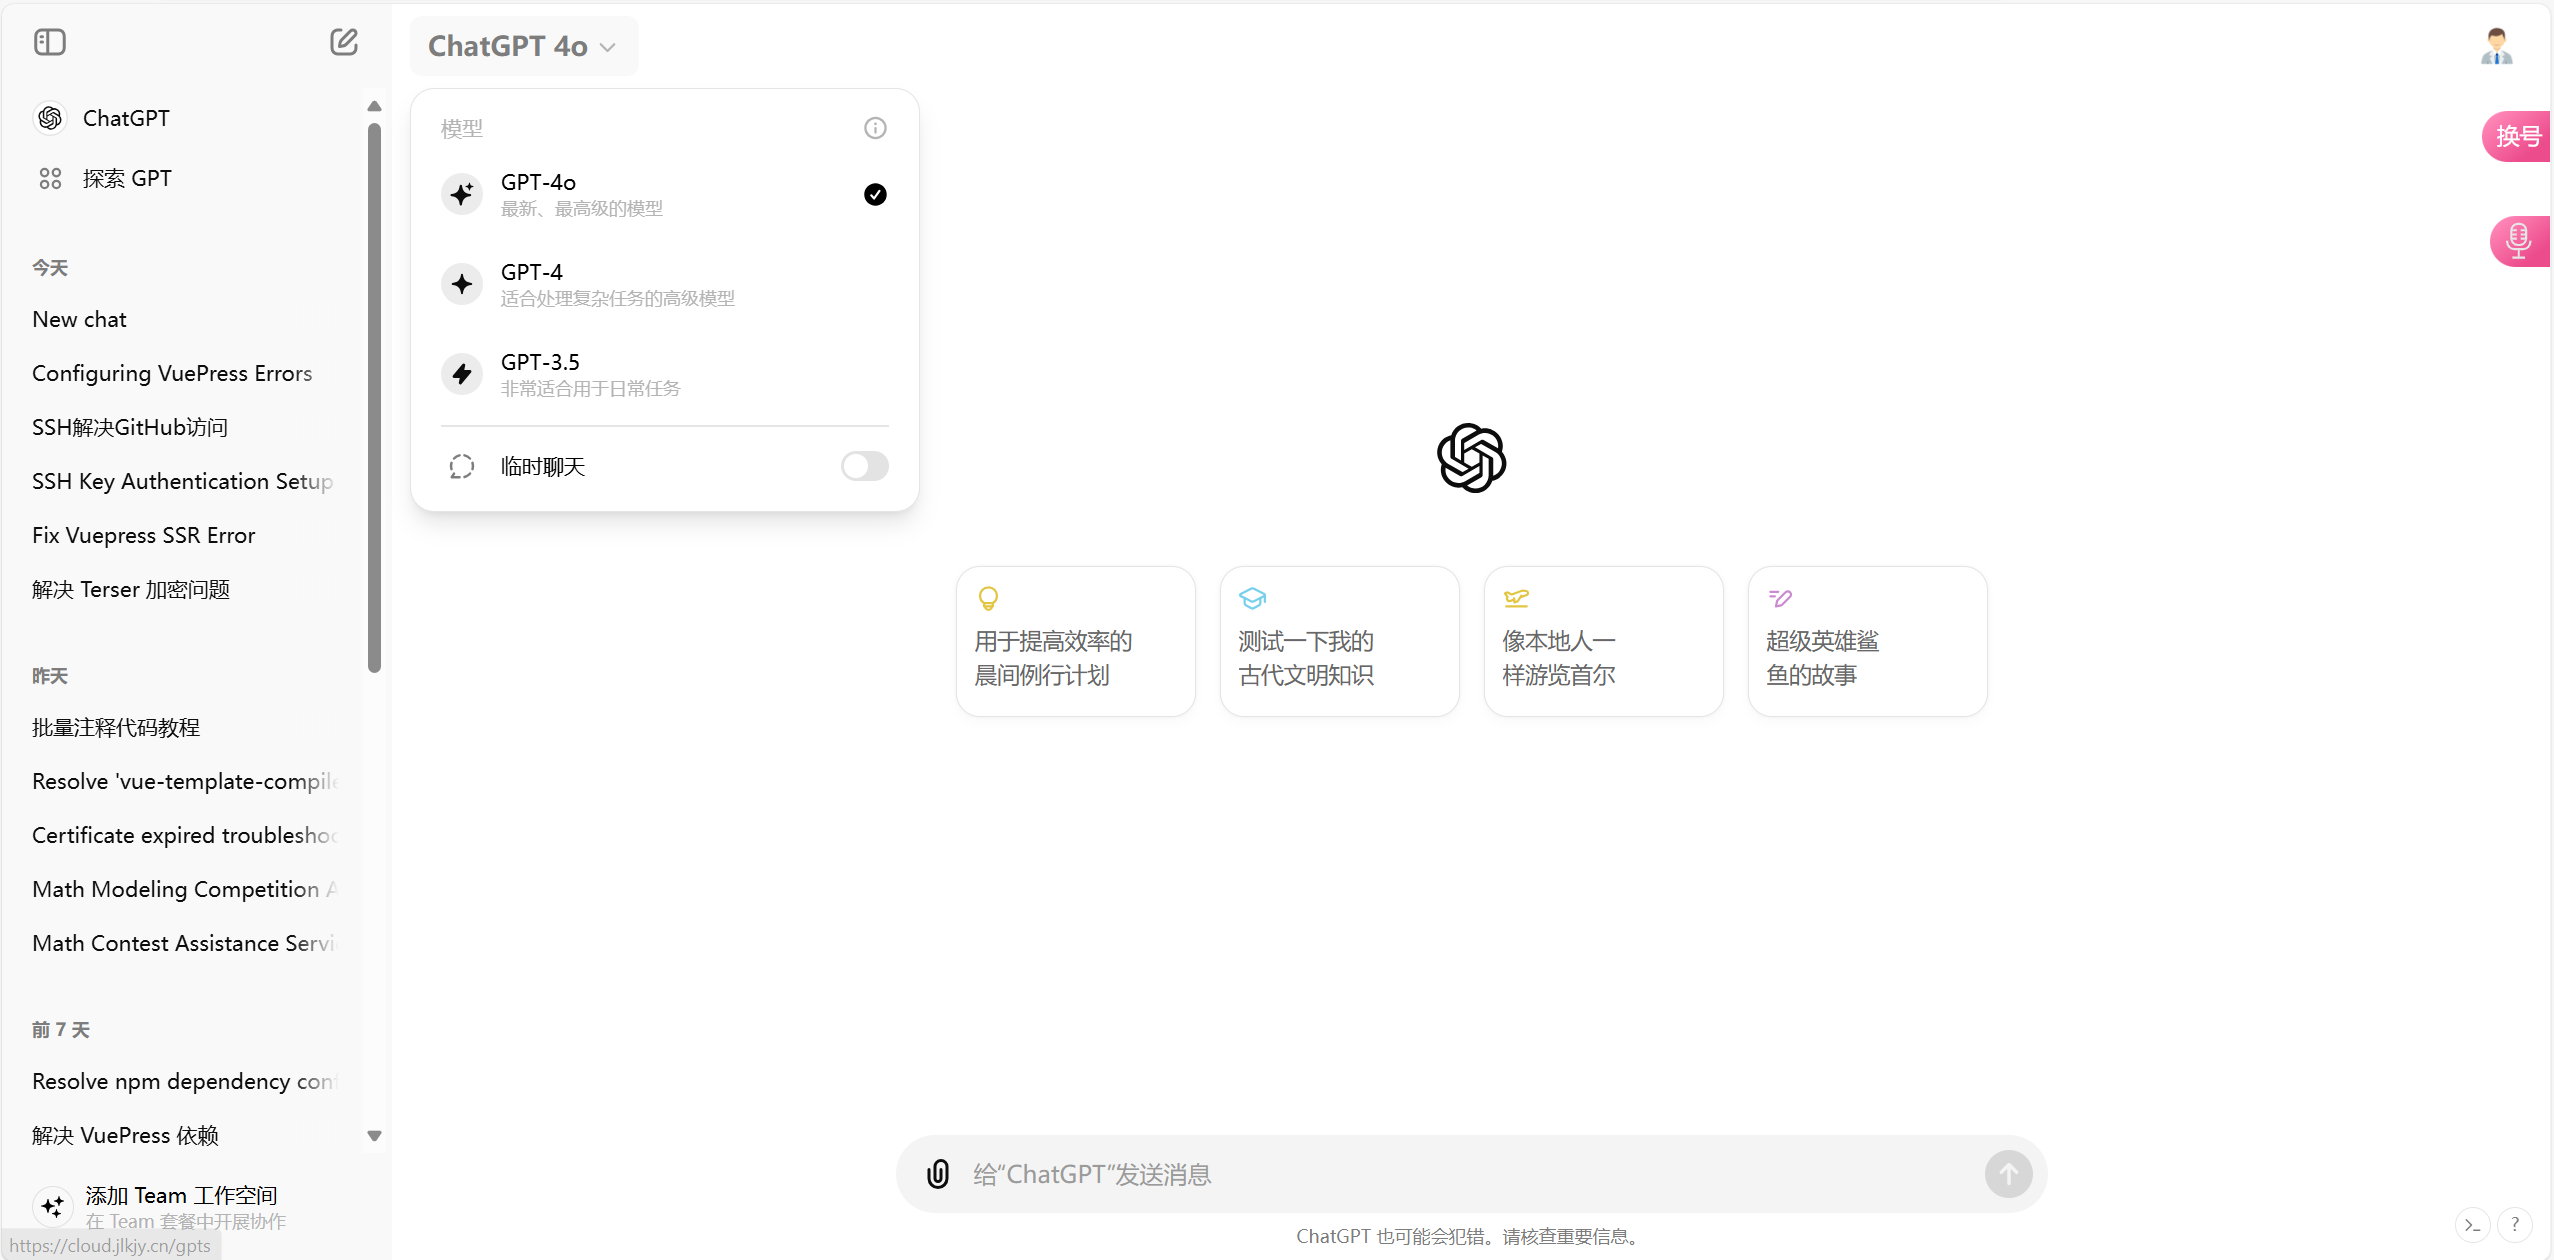 ChatGPT 4o
ChatGPT
探索 GPT
今天
New chat
Configuring VuePress Errors
SSH解决GitHub访问
SSH Key Authentication Setup
Fix Vuepress SSR Error
解决 Terser 加密问题
昨天
批量注释代码教程
Resolve 'vue-template-compile
Certificate expired troubleshoo
Math Modeling Competition A
Math Contest Assistance Servi
前 7 天
Resolve npm dependency conf
解决 VuePress 依赖
添加 Team 工作空间
在 Team 套餐中开展协作
https://cloud.jlkjy.cn/gpts
模型
GPT-4o
最新、最高级的模型
GPT-4
适合处理复杂任务的高级模型
GPT-3.5
非常适合用于日常任务
临时聊天
换号
用于提高效率的
晨间例行计划
测试一下我的
古代文明知识
像本地人一
样游览首尔
超级英雄鲨
鱼的故事
给“ChatGPT”发送消息
ChatGPT 也可能会犯错。请核查重要信息。
?